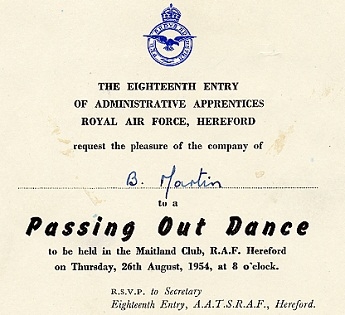 THE EIGHTEENTH ENTRY
OF ADMINISTRATIVE APPRENTICES
ROYAL AIR FORCE, HEREFORD
request the pleasure of the company of
B. Martin
to a
Passing Out Dance
to be held in the Maitland Club, R.A.F. Hereford
on Thursday, 26th August, 1954, at 8 o'clock.
R.S.V.P. to Secretary
Eighteenth Entry, A.A.T.S.R.A.F., Hereford.